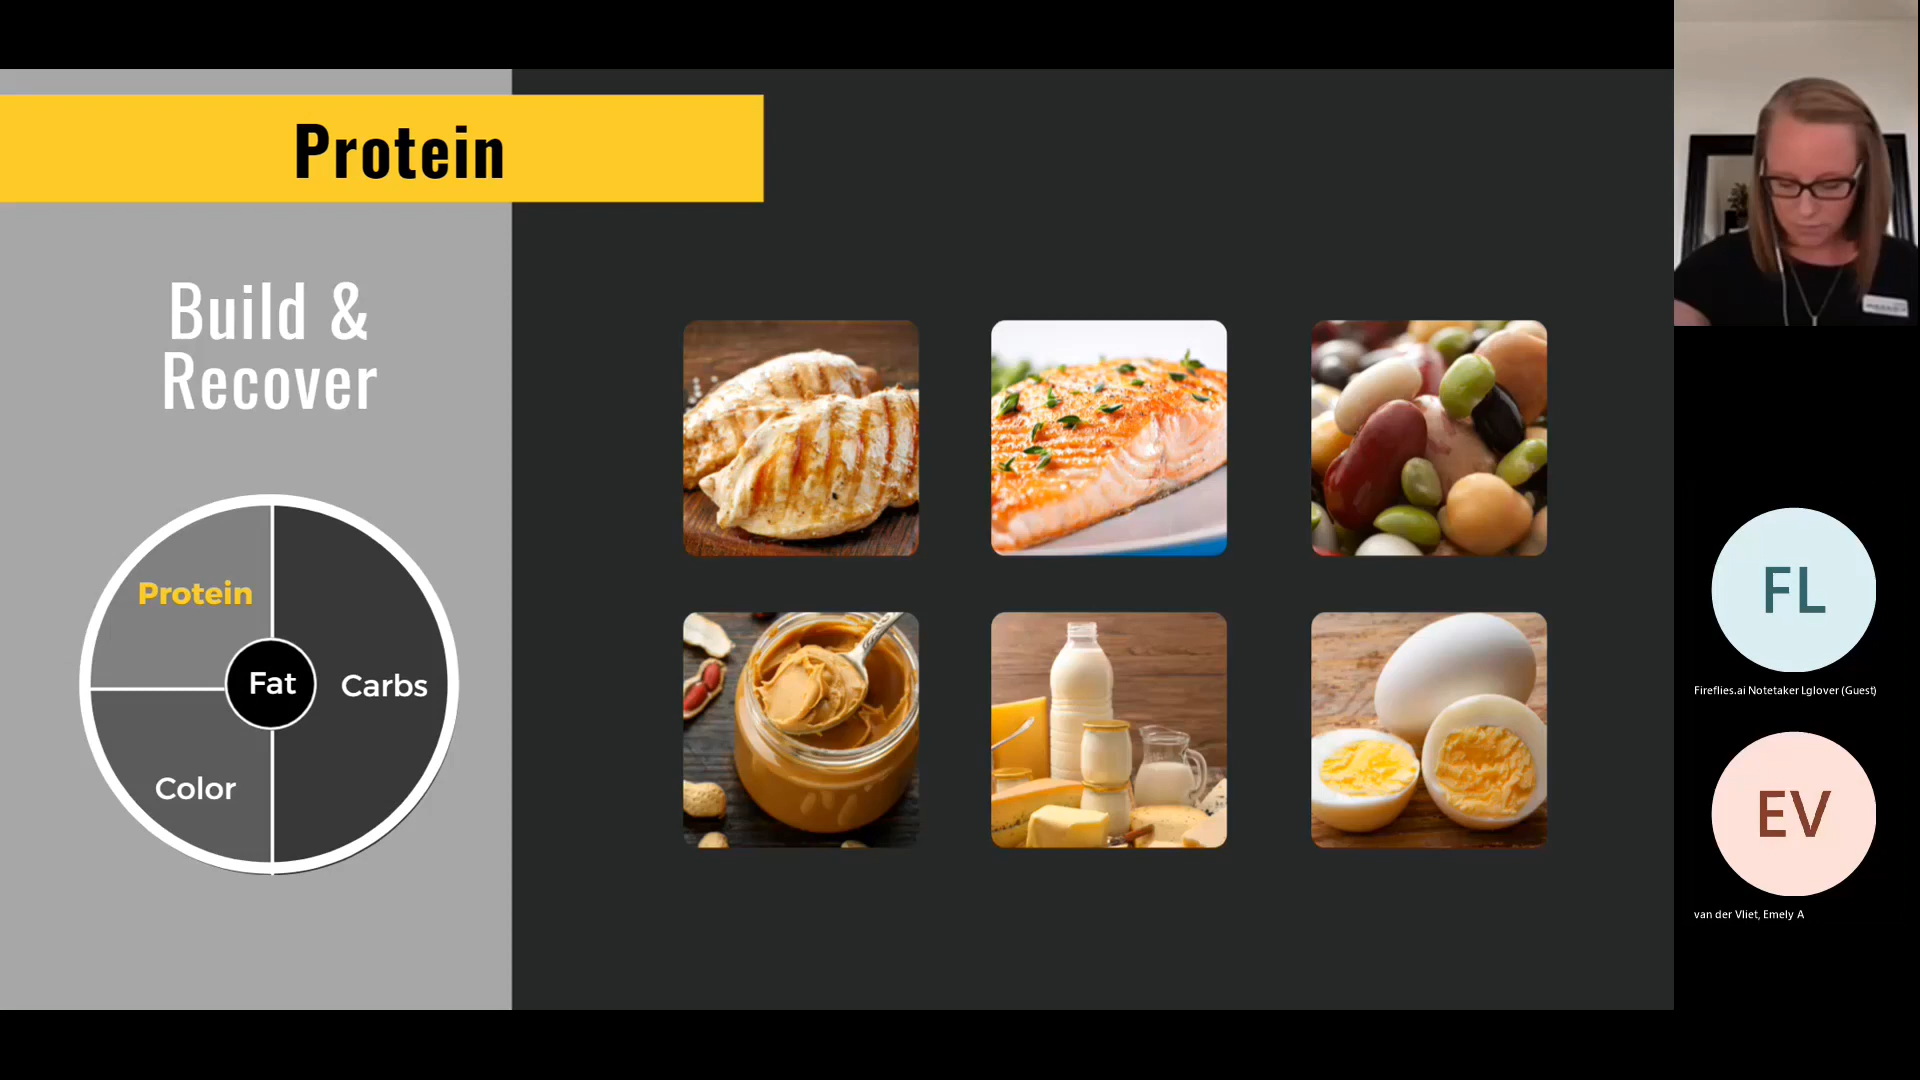 Protein
Build &
Recover
Protein
Fat
Carbs
Color
FL
Fireflies.ai Notetaker Lglover (Guest)
EV
van der Vliet, Emely A